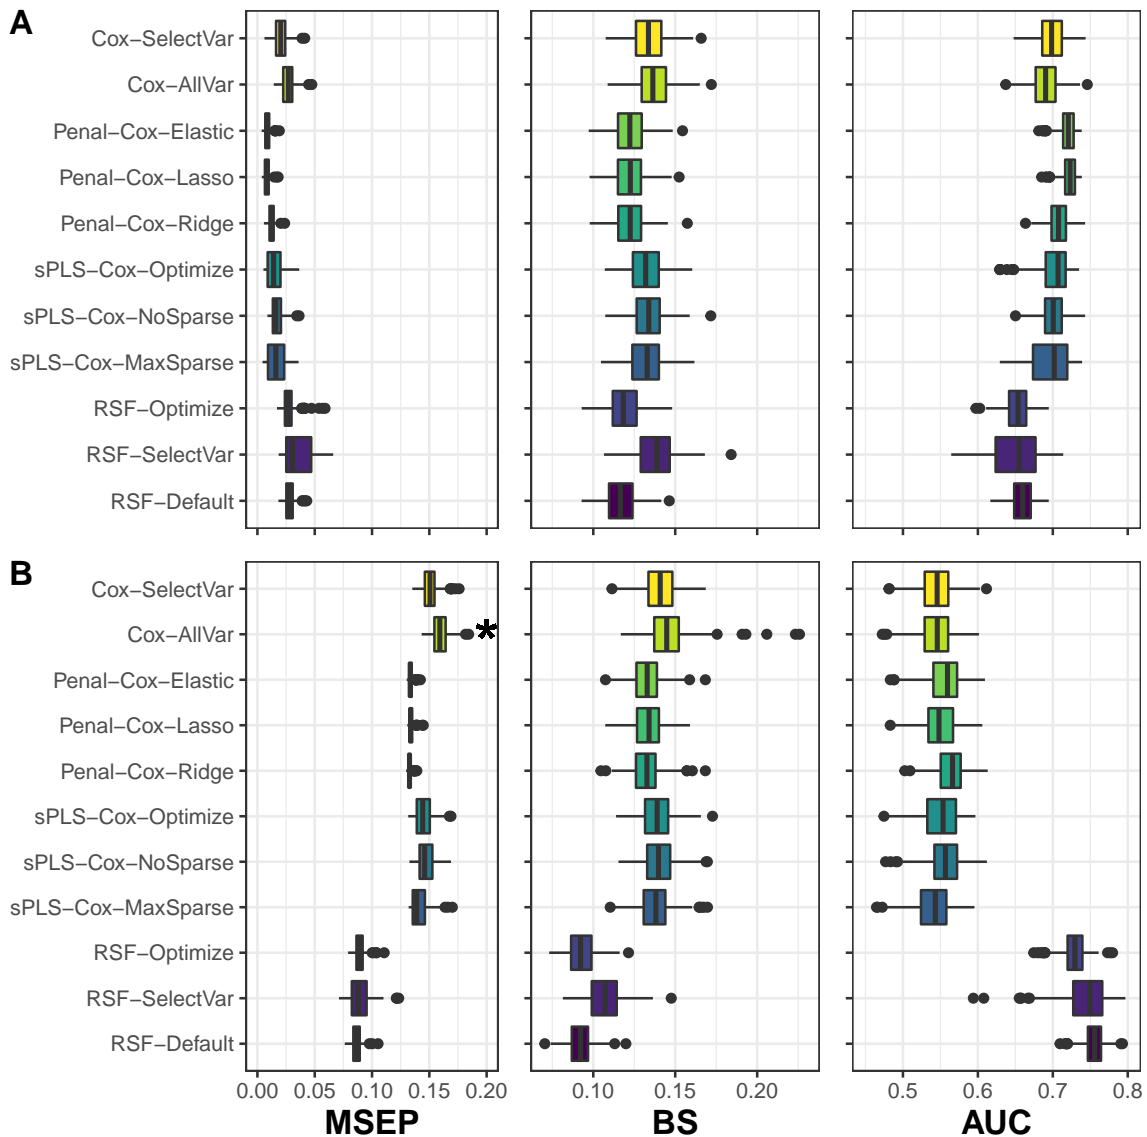 A
Cox−SelectVar
Cox−AllVar
Penal−Cox−Elastic
Penal−Cox−Lasso
Penal−Cox−Ridge
sPLS−Cox−Optimize
sPLS−Cox−NoSparse
sPLS−Cox−MaxSparse
RSF−Optimize
RSF−SelectVar
RSF−Default
B
Cox−SelectVar
Cox−AllVar
*
Penal−Cox−Elastic
Penal−Cox−Lasso
Penal−Cox−Ridge
sPLS−Cox−Optimize
sPLS−Cox−NoSparse
sPLS−Cox−MaxSparse
RSF−Optimize
RSF−SelectVar
RSF−Default
0.00 0.05 0.10 0.15 0.20 0.10 0.15 0.20 0.5 0.6 0.7 0.8
MSEP BS AUC